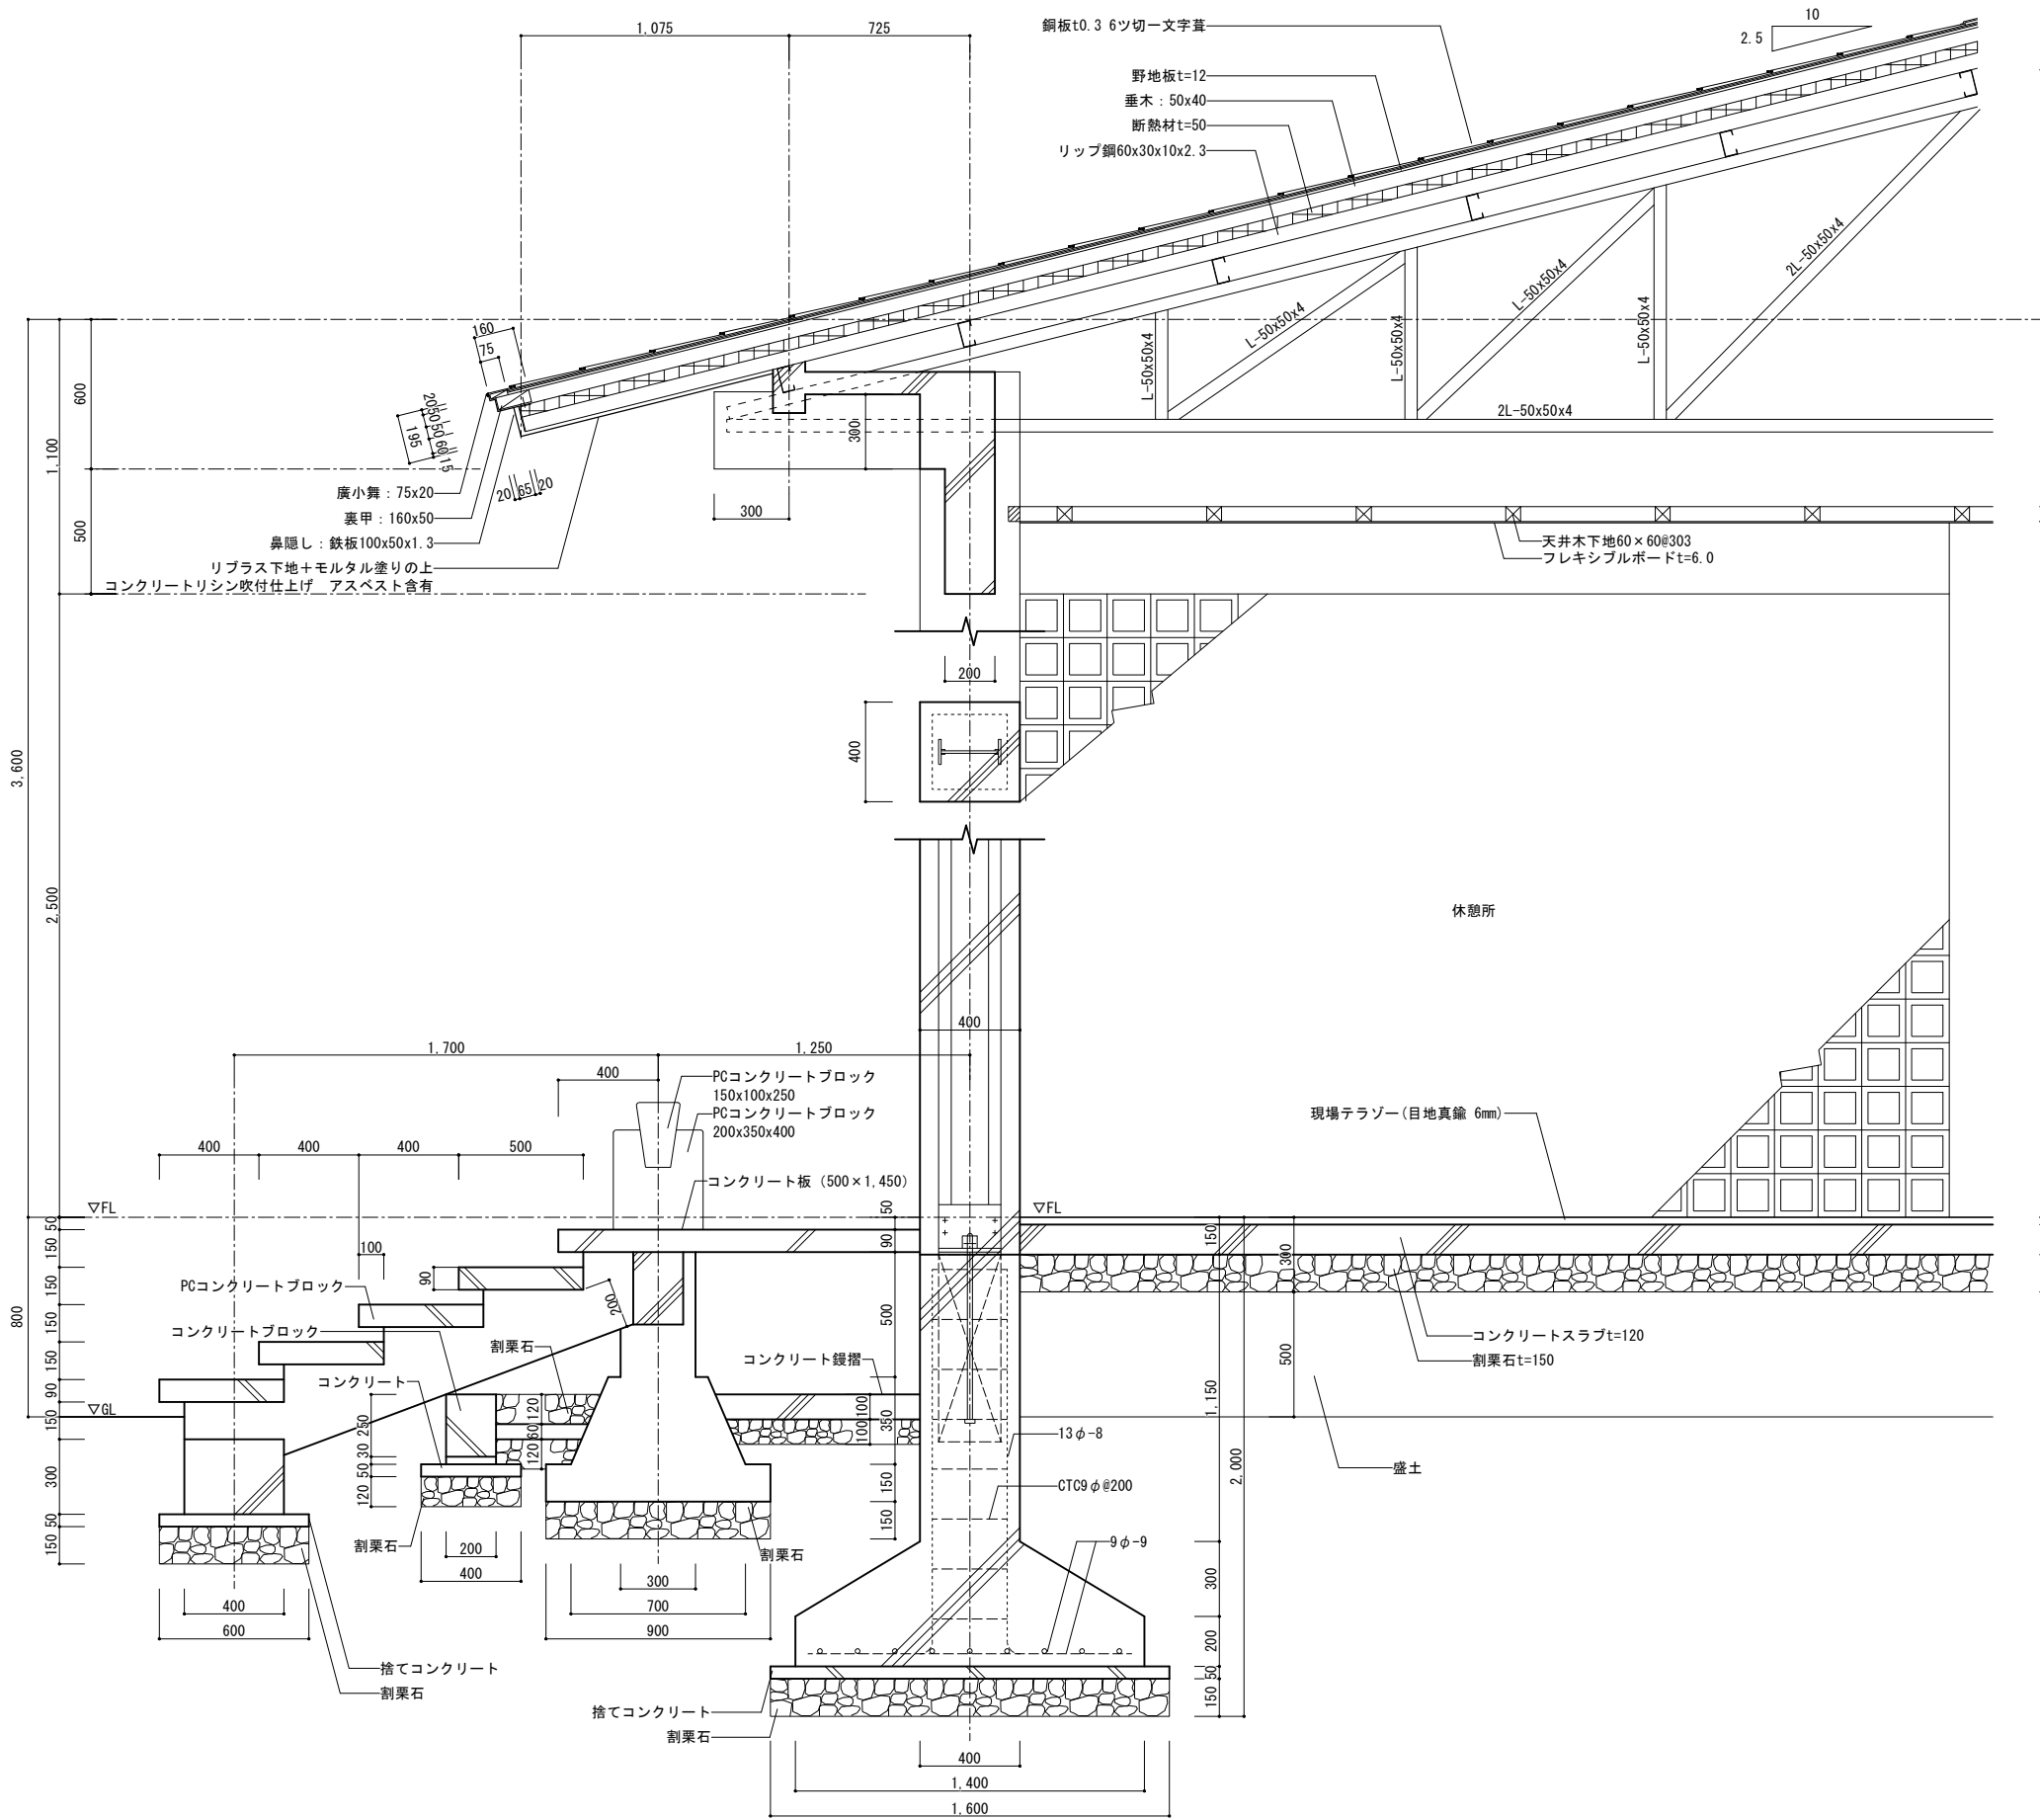 1,075
725
銅板t0.3 6ツ切一文字葺
10
2.5
野地板t=12
垂木：50x40
断熱材t=50
リップ鋼60x30x10x2.3
L-50x50x4
L-50x50x4
L-50x50x4
L-50x50x4
L-50x50x4
2L-50x50x4
2L-50x50x4
160
75
20
50
50
60
15
195
20
65
20
600
1,100
500
300
300
廣小舞：75x20
裏甲：160x50
鼻隠し：鉄板100x50x1.3
リブラス下地＋モルタル塗りの上
コンクリートリシン吹付仕上げ　アスベスト含有
天井木下地60×60@303
フレキシブルボードt=6.0
200
400
3,600
2,500
休憩所
400
1,700
1,250
400
PCコンクリートブロック
150x100x250
PCコンクリートブロック
200x350x400
現場テラゾー(目地真鍮 6mm)
400
400
400
500
コンクリート板（500×1,450）
▽FL
▽FL
50
150
150
150
150
90
150
300
50
150
800
100
90
200
PCコンクリートブロック
コンクリートブロック
割栗石
コンクリート
コンクリート鏝摺
▽GL
250
30
50
120
120
60
120
100
100
50
90
500
350
150
150
150
300
500
1,150
2,000
300
200
50
150
コンクリートスラブt=120
割栗石t=150
13φ-8
盛土
CTC9φ@200
9φ-9
割栗石
200
400
割栗石
300
700
900
400
600
捨てコンクリート
割栗石
捨てコンクリート
割栗石
400
1,400
1,600